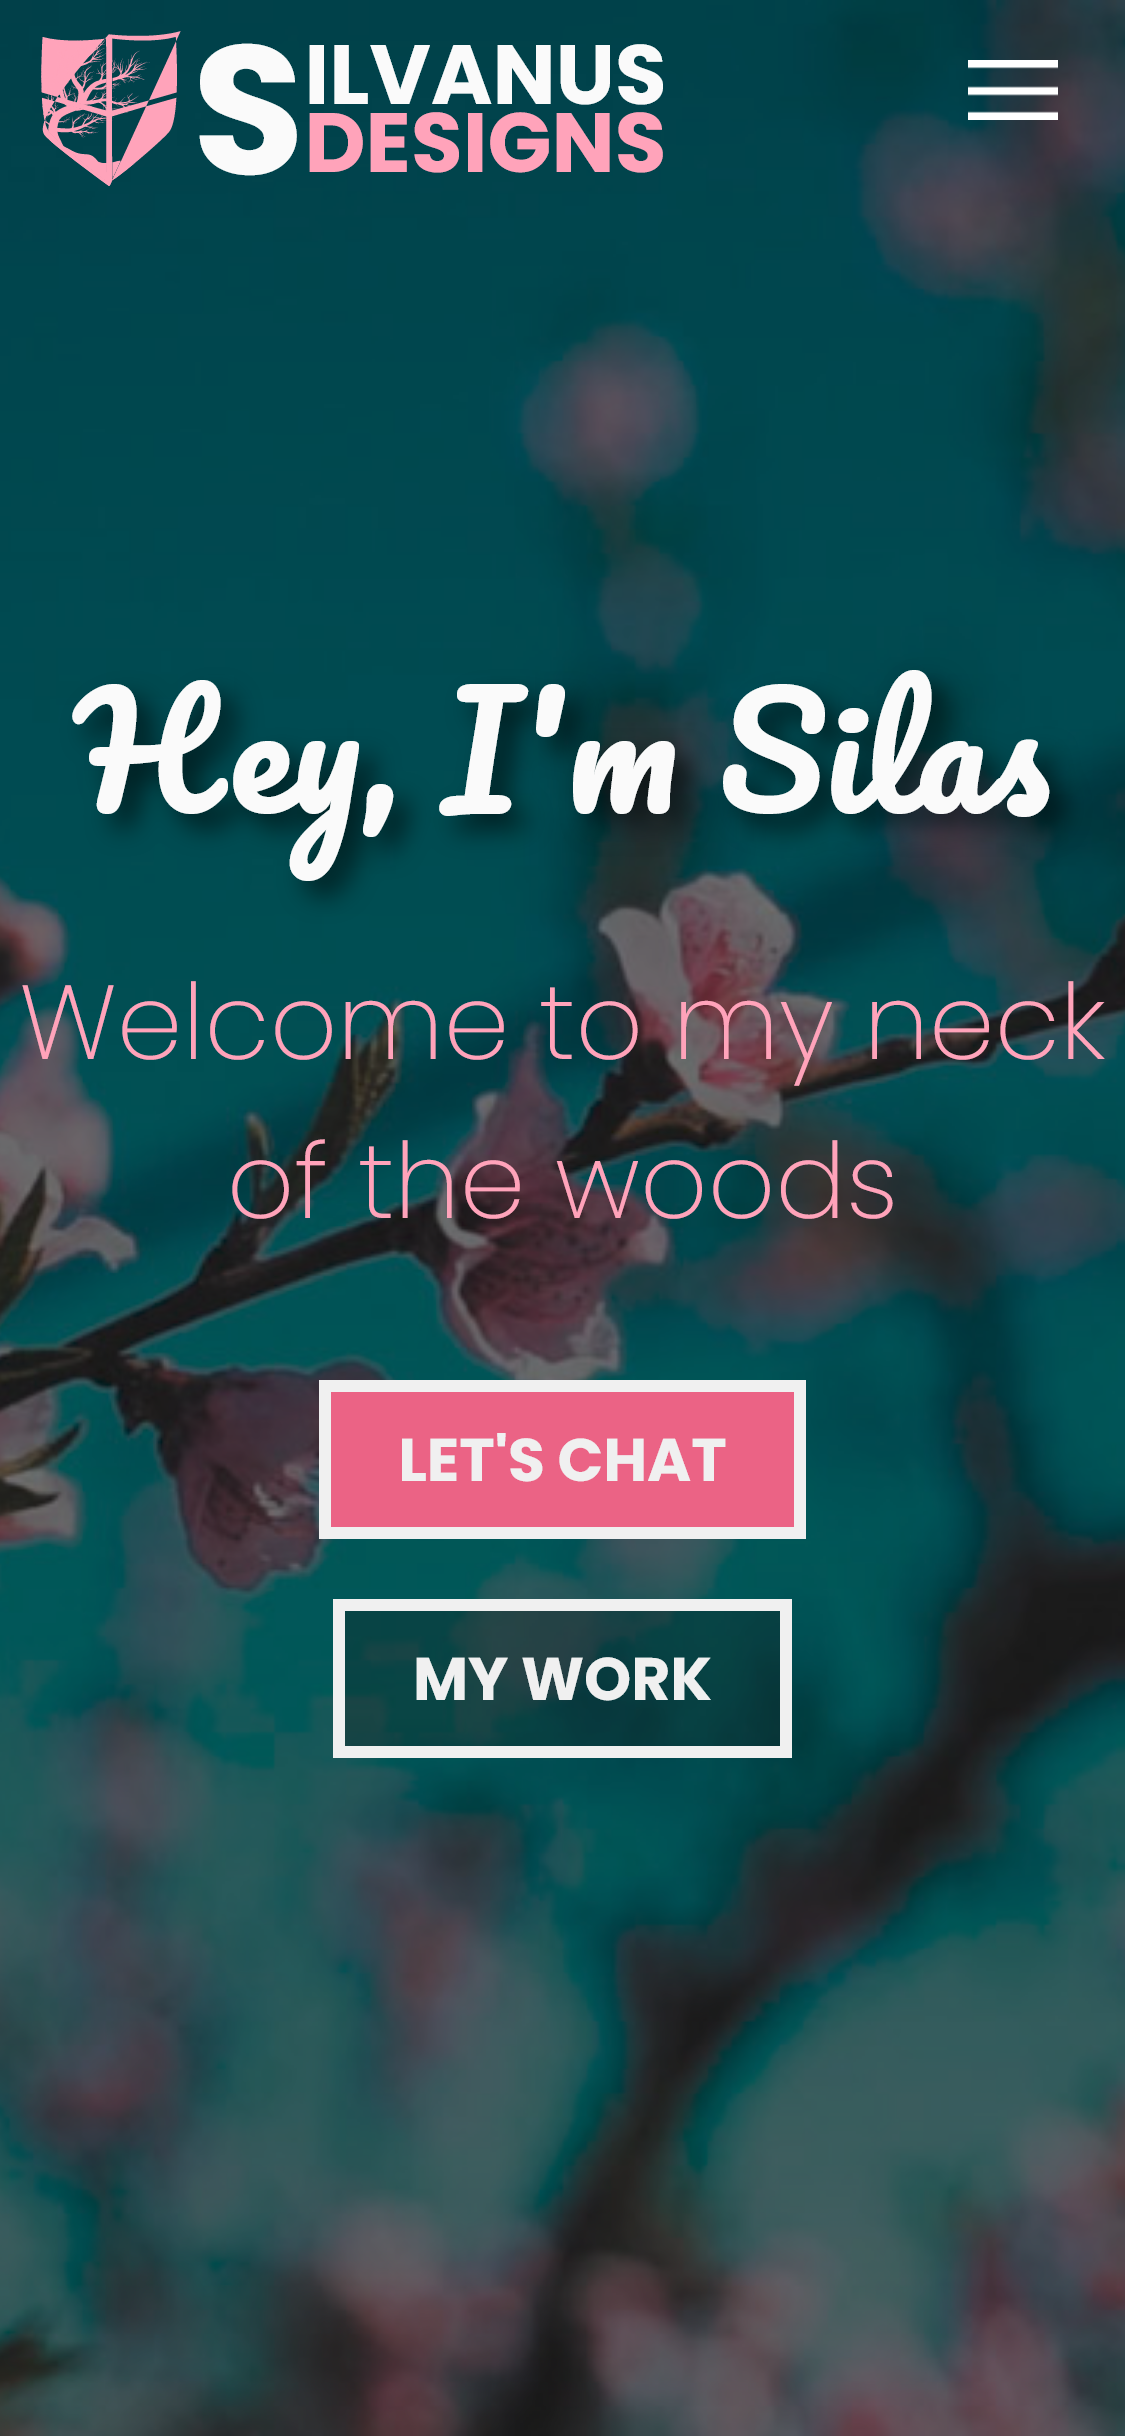 SILVANUS
DESIGNS
Hey, I'm Silas
Welcome to my neck
of the woods
LET'S CHAT
MY WORK